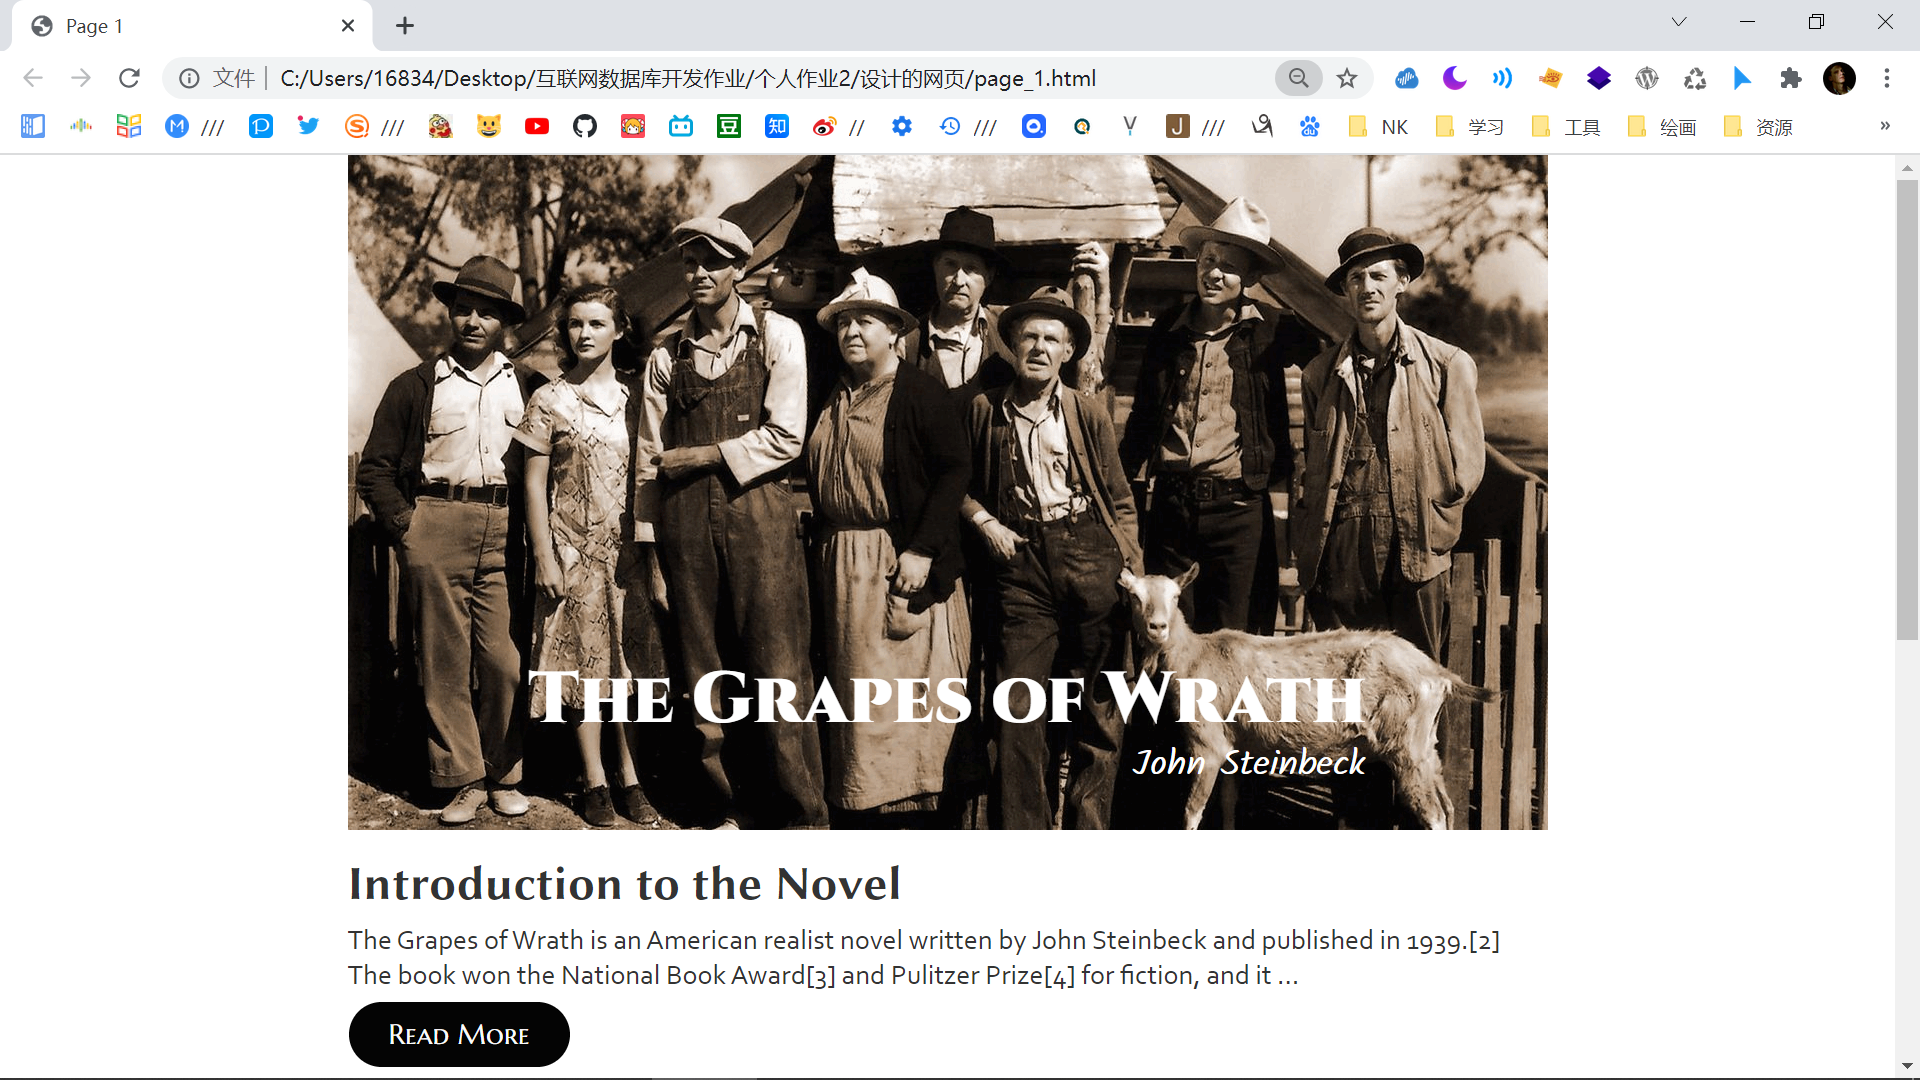 Page 1
文件 C:/Users/16834/Desktop/互联网数据库开发作业/个人作业2/设计的网页/page_1.html
M /// P S /// 豆 知 // /// J /// du NK 学习 工具 绘画 资源 »
The Grapes of Wrath
John Steinbeck
Introduction to the Novel
The Grapes of Wrath is an American realist novel written by John Steinbeck and published in 1939.[2]
The book won the National Book Award[3] and Pulitzer Prize[4] for fiction, and it ...
Read More